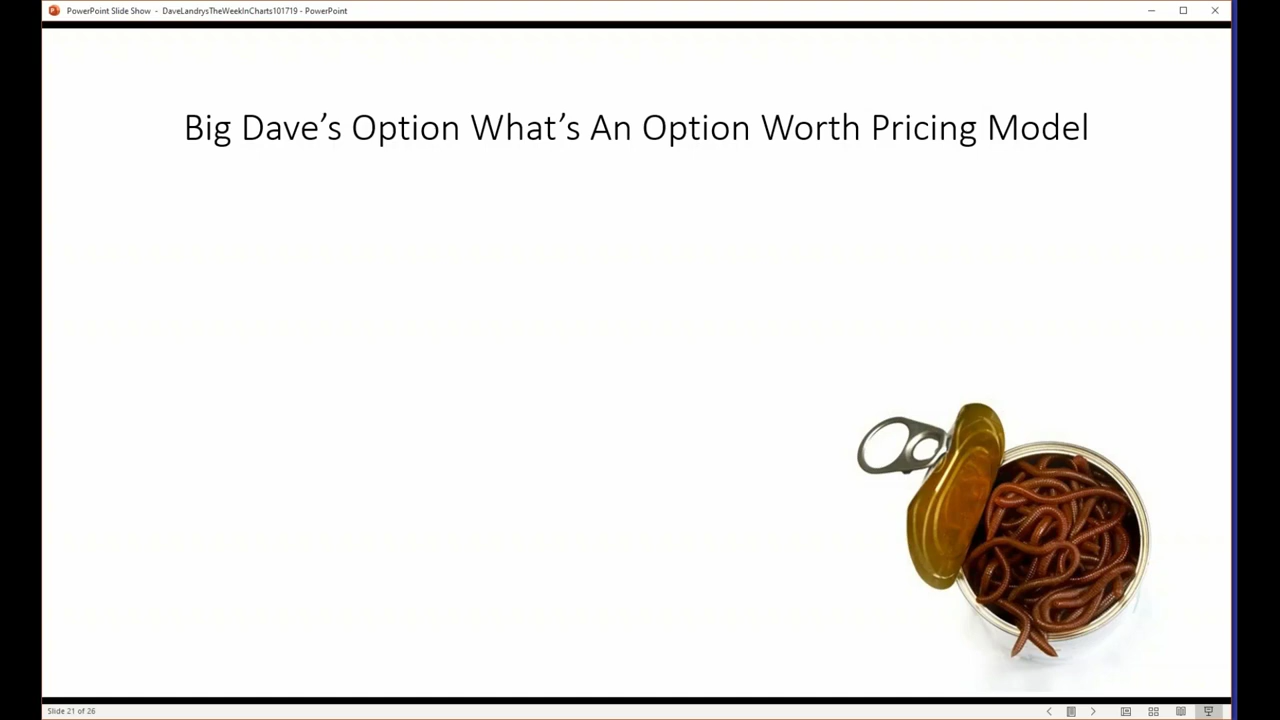 PowerPoint Slide Show - DaveLandrysTheWeekInCharts101719 - PowerPoint
Big Dave's Option What's An Option Worth Pricing Model
Slide 21 of 26